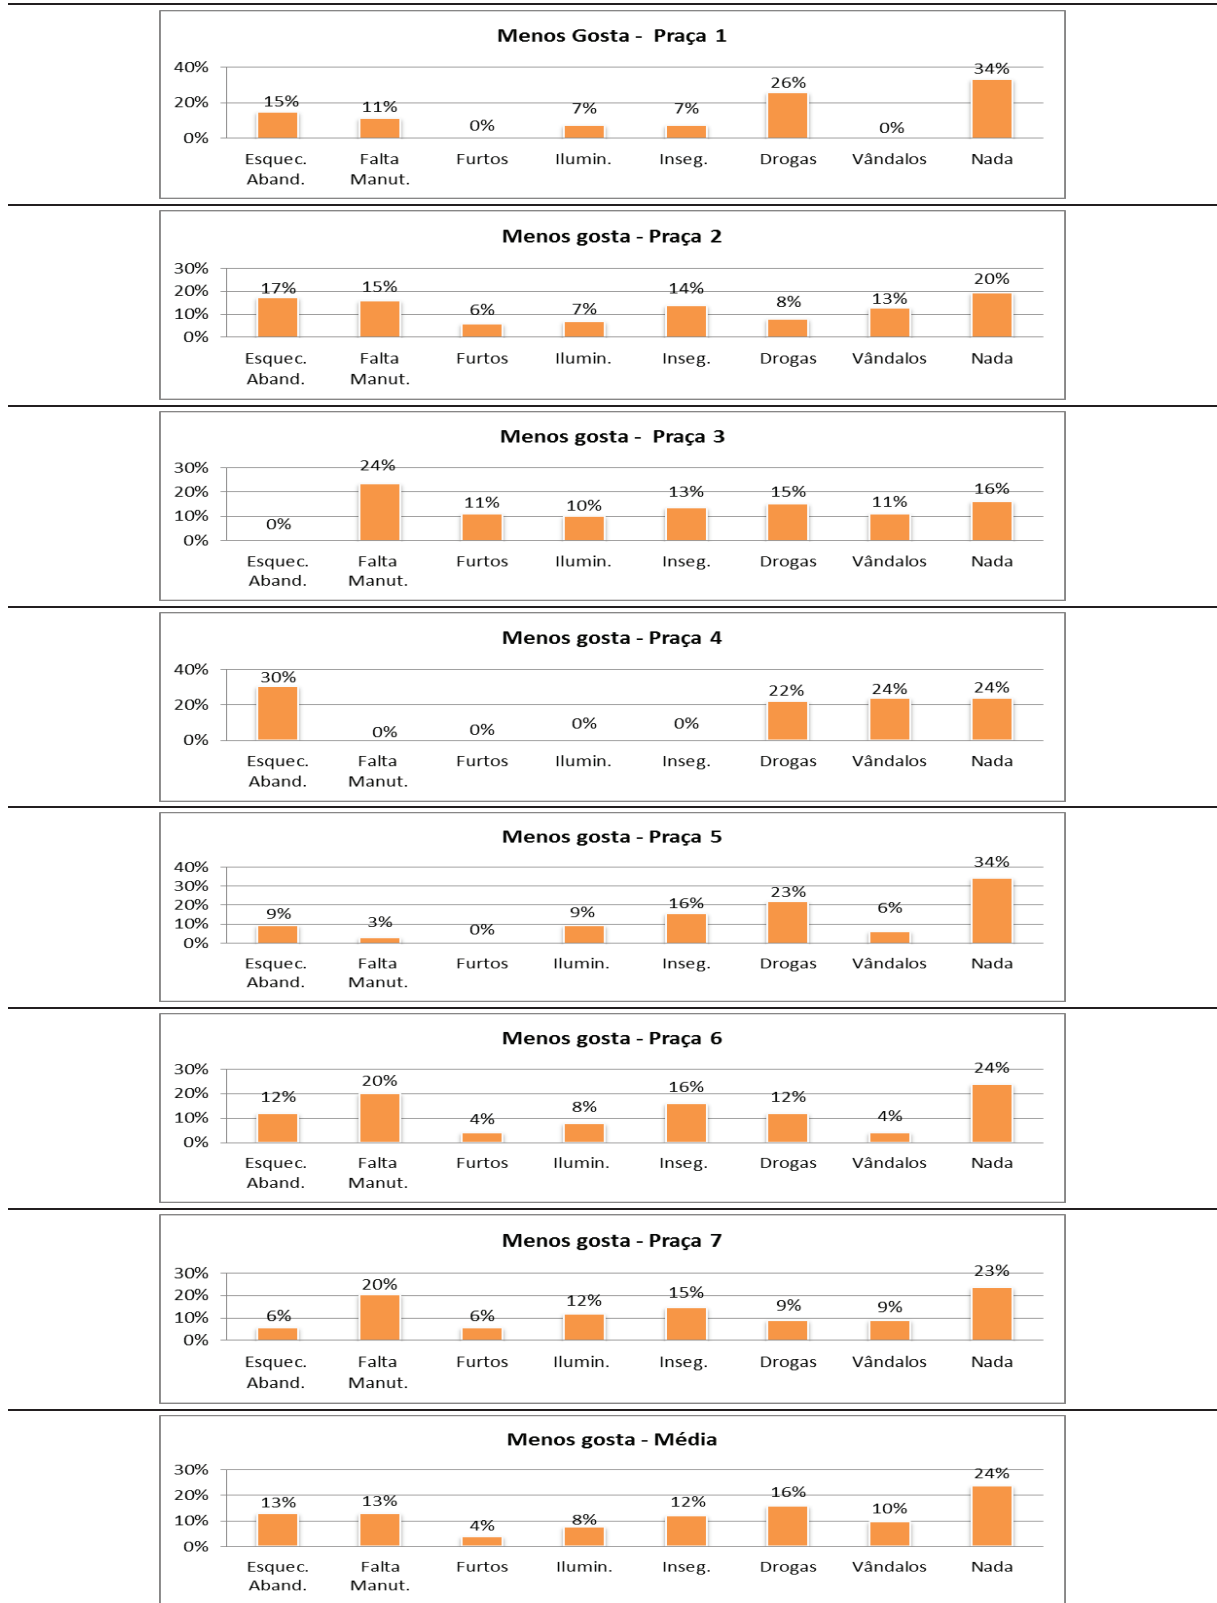 Menos Gosta -  Praça 1
40%
20%
0%
15% 11% 0% 7% 7% 26% 0% 34%
Esquec. Falta Furtos Ilumin. Inseg. Drogas Vândalos Nada
Aband. Manut.
Menos gosta - Praça 2
30%
20%
10%
0%
17% 15% 6% 7% 14% 8% 13% 20%
Esquec. Falta Furtos Ilumin. Inseg. Drogas Vândalos Nada
Aband. Manut.
Menos gosta -  Praça 3
30%
20%
10%
0%
0% 24% 11% 10% 13% 15% 11% 16%
Esquec. Falta Furtos Ilumin. Inseg. Drogas Vândalos Nada
Aband. Manut.
Menos gosta - Praça 4
40%
20%
0%
30% 0% 0% 0% 0% 22% 24% 24%
Esquec. Falta Furtos Ilumin. Inseg. Drogas Vândalos Nada
Aband. Manut.
Menos gosta - Praça 5
40%
30%
20%
10%
0%
9% 3% 0% 9% 16% 23% 6% 34%
Esquec. Falta Furtos Ilumin. Inseg. Drogas Vândalos Nada
Aband. Manut.
Menos gosta - Praça 6
30%
20%
10%
0%
12% 20% 4% 8% 16% 12% 4% 24%
Esquec. Falta Furtos Ilumin. Inseg. Drogas Vândalos Nada
Aband. Manut.
Menos gosta - Praça 7
30%
20%
10%
0%
6% 20% 6% 12% 15% 9% 9% 23%
Esquec. Falta Furtos Ilumin. Inseg. Drogas Vândalos Nada
Aband. Manut.
Menos gosta - Média
30%
20%
10%
0%
13% 13% 4% 8% 12% 16% 10% 24%
Esquec. Falta Furtos Ilumin. Inseg. Drogas Vândalos Nada
Aband. Manut.